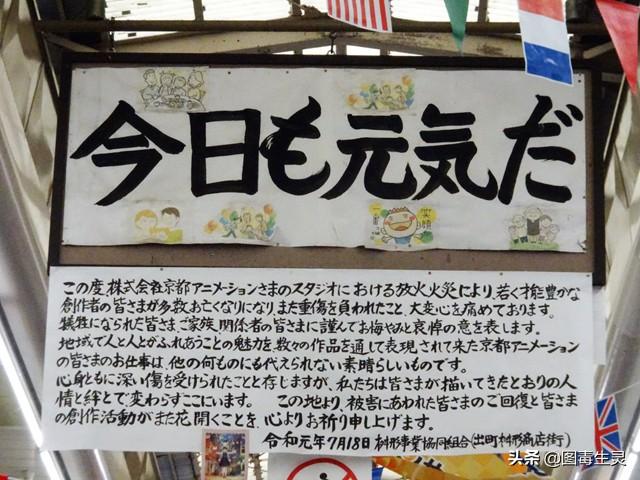 今日も元気だ
笑顔
この度、株式会社京都アニメーションさまのスタジオにおける放火火災により、若く才能豊かな
創作者の皆さまが多数お亡くなりになり、また重傷を負われたこと、大変心を痛めております。
犠牲になられた皆さま、ご家族、関係者の皆さまに謹んでお悔やみと哀悼の意を表します。
地域で人と人とがふれあうことの魅力を、数々の作品を通して表現されて来た京都アニメーション
の皆さまのお仕事は、他の何ものにも代えられない素晴らしいものです。
心身ともに深い傷を受けられたことと存じますが、私たちは皆さまが描いてきたとおりの人
情と絆とで変わらずここにいます。 この地より、被害にあわれた皆さまのご回復と皆さま
の創作活動がまた花開くことを、心よりお祈り申し上げます。
令和元年7月18日 桝形事業協同組合(出町桝形商店街)
头条 @图毒生灵